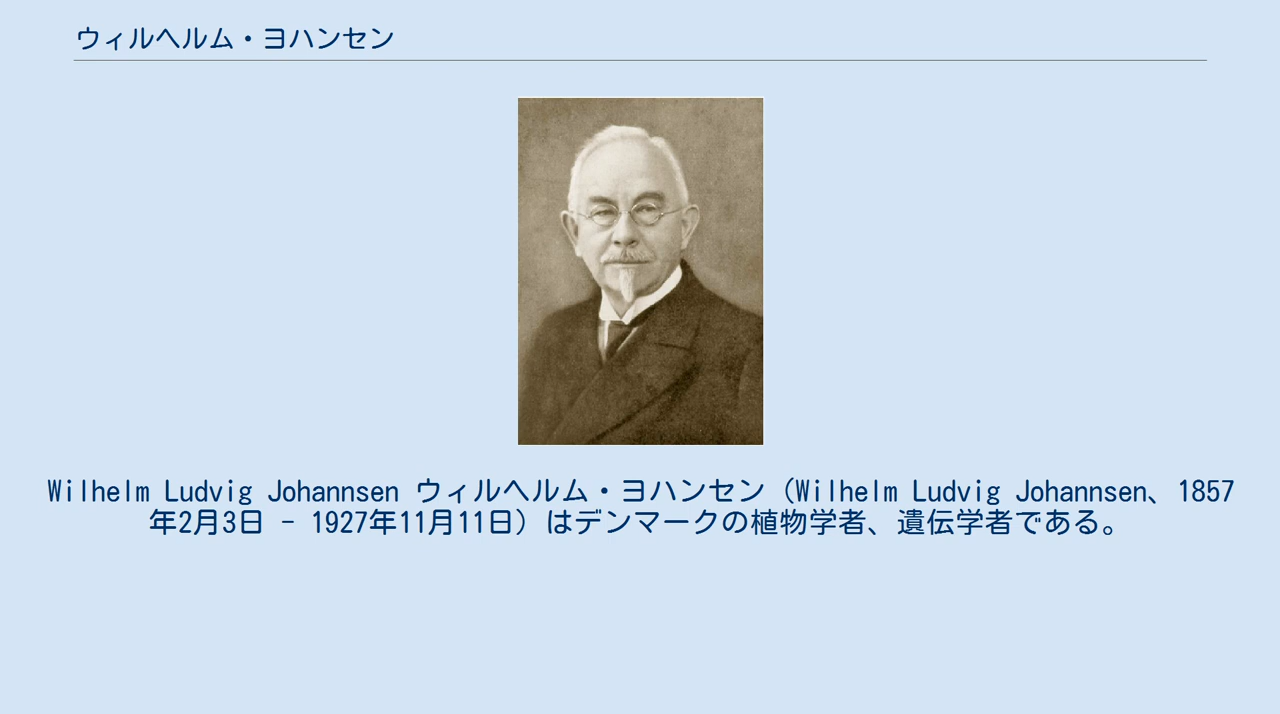 ウィルヘルム・ヨハンセン
Wilhelm Ludvig Johannsen ウィルヘルム・ヨハンセン（Wilhelm Ludvig Johannsen、1857
年2月3日 - 1927年11月11日）はデンマークの植物学者、遺伝学者である。